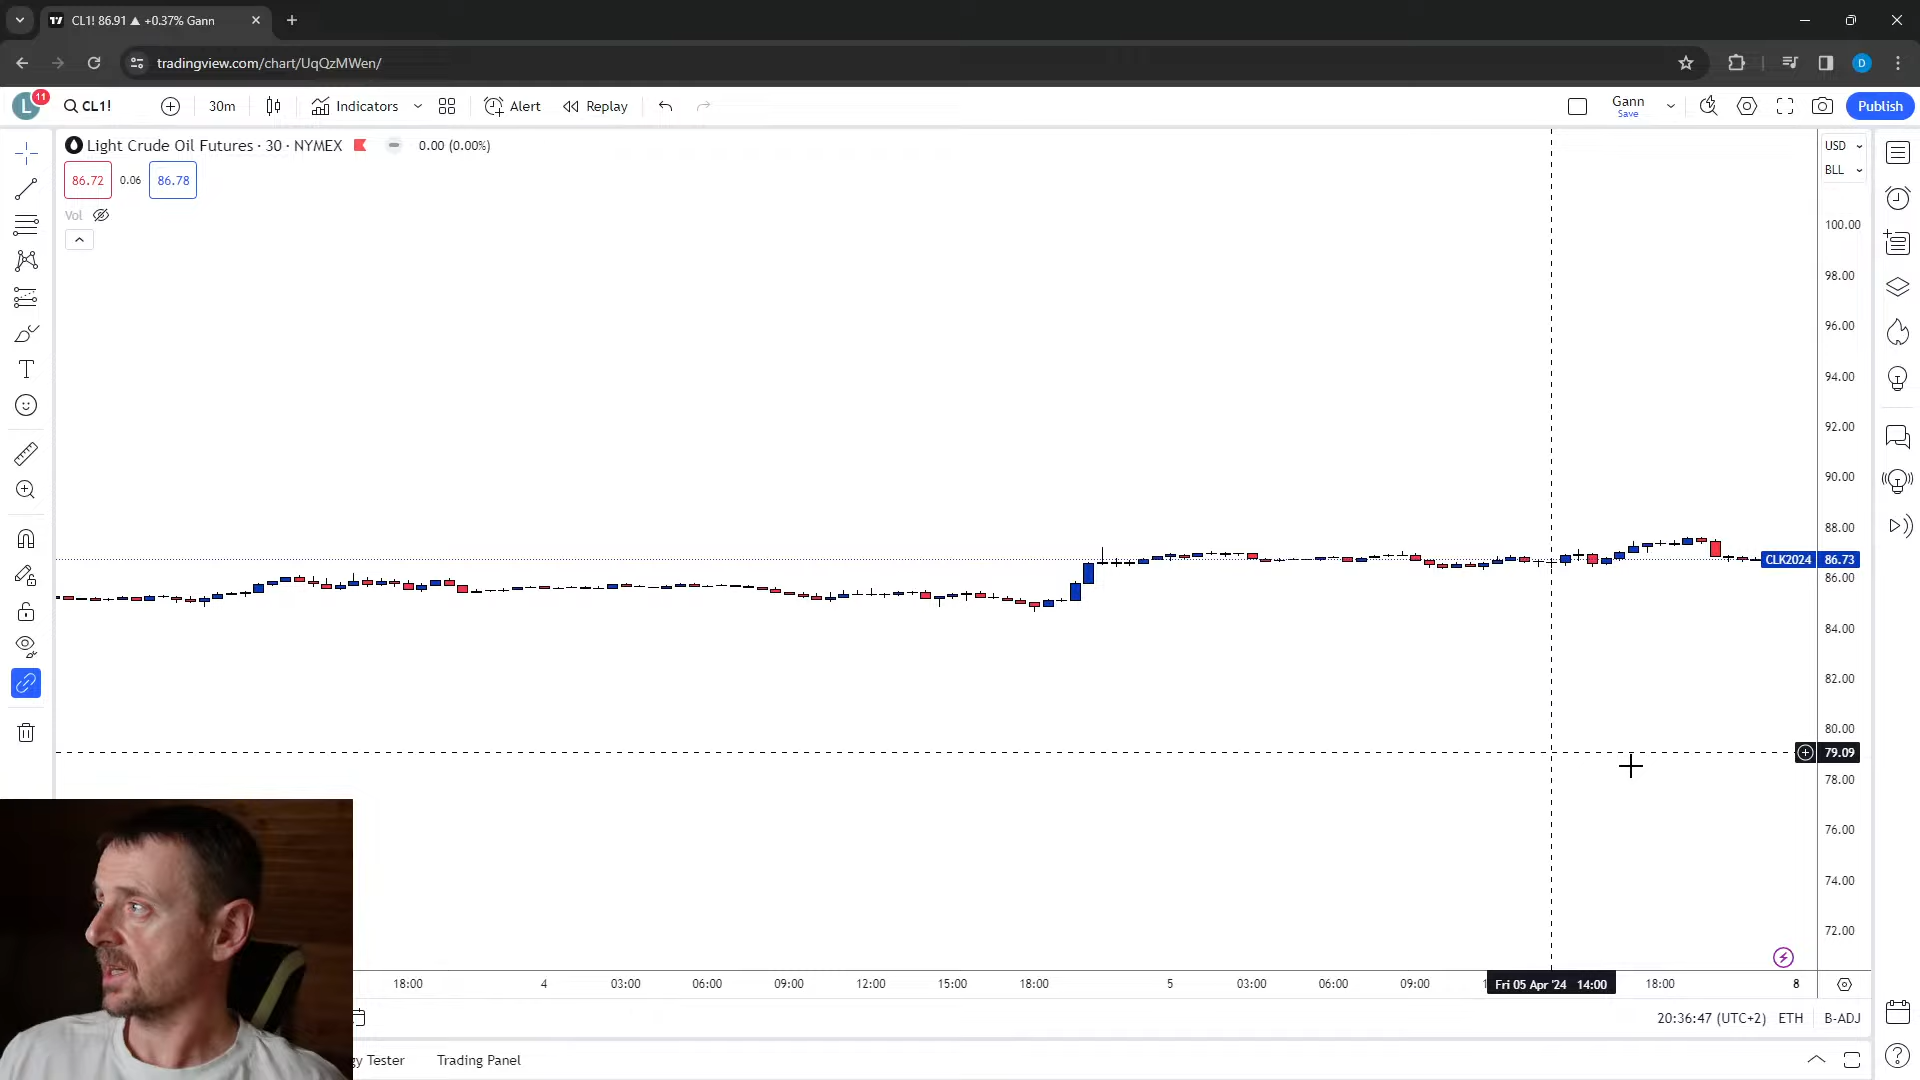 CL1! 86.91 ▲ +0.37% Gann
tradingview.com/chart/UqQzMWen/
D
L
11
CL1!
30m
Indicators
Alert
Replay
Gann
Save
Publish
Light Crude Oil Futures · 30 · NYMEX
0.00 (0.00%)
USD
BLL
86.72
0.06
86.78
Vol
100.00
98.00
96.00
94.00
92.00
90.00
88.00
CLK2024 86.73
86.00
84.00
82.00
80.00
79.09
78.00
76.00
74.00
72.00
18:00
4
03:00
06:00
09:00
12:00
15:00
18:00
5
03:00
06:00
09:00
Fri 05 Apr '24 14:00
18:00
8
20:36:47 (UTC+2)
ETH
B-ADJ
gy Tester
Trading Panel